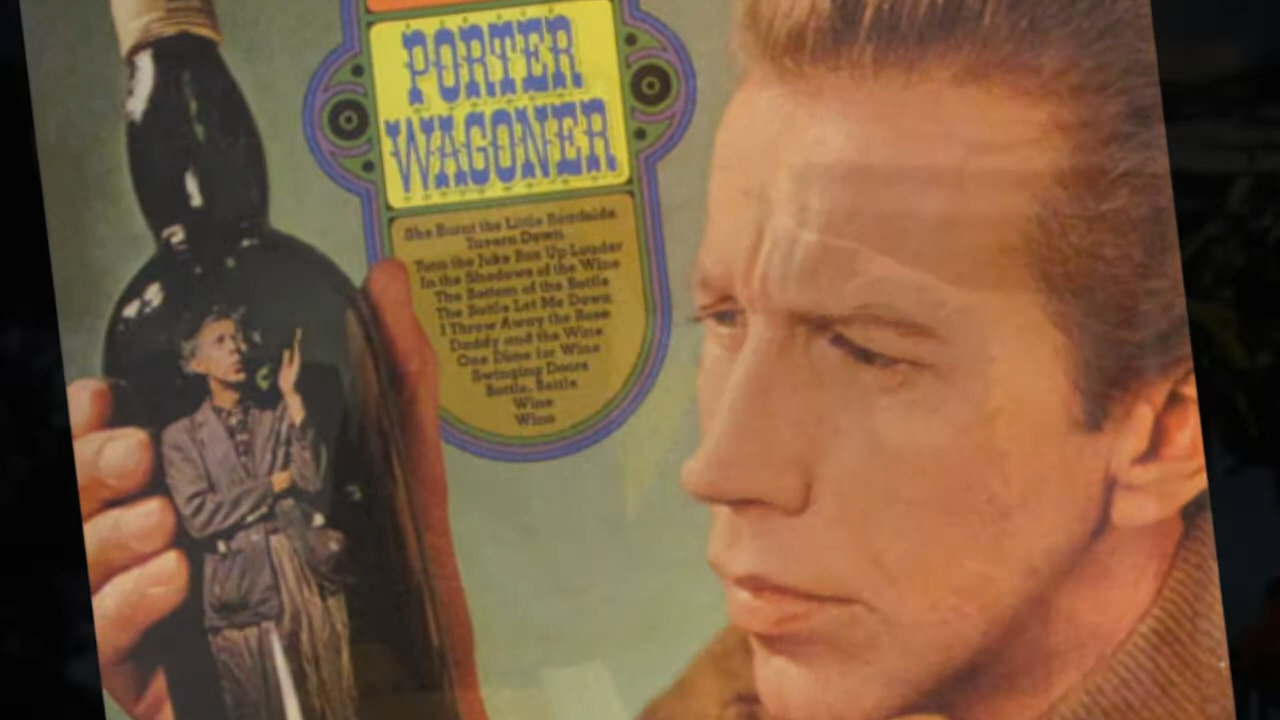 PORTER
WAGONER
She Burnt the Little Roadside
Tavern Down
Turn the Juke Box Up Louder
In the Shadows of the Wine
The Bottom of the Bottle
The Bottle Let Me Down
I Threw Away the Rose
Daddy and the Wine
One Dime for Wine
Swinging Doors
Bottle, Bottle
Wine
Wine